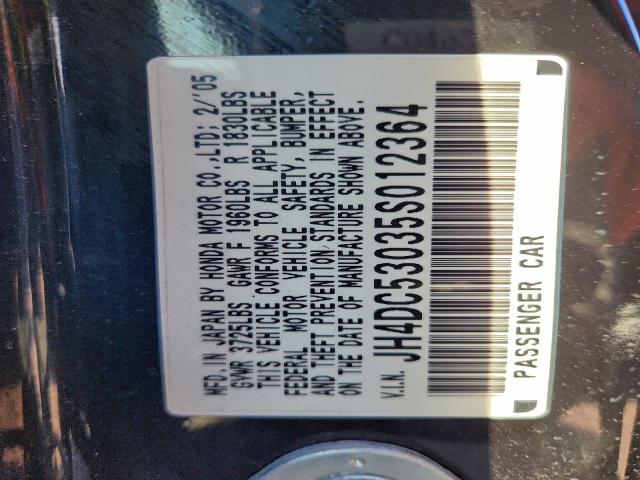 MFD. IN JAPAN BY HONDA MOTOR CO.,LTD; 2/'05
GVWR 3725LBS GAWR F 1960LBS R 1830LBS
THIS VEHICLE CONFORMS TO ALL APPLICABLE
FEDERAL MOTOR VEHICLE SAFETY, BUMPER,
AND THEFT PREVENTION STANDARDS IN EFFECT
ON THE DATE OF MANUFACTURE SHOWN ABOVE.
V.I.N. JH4DC53035S012364
PASSENGER CAR